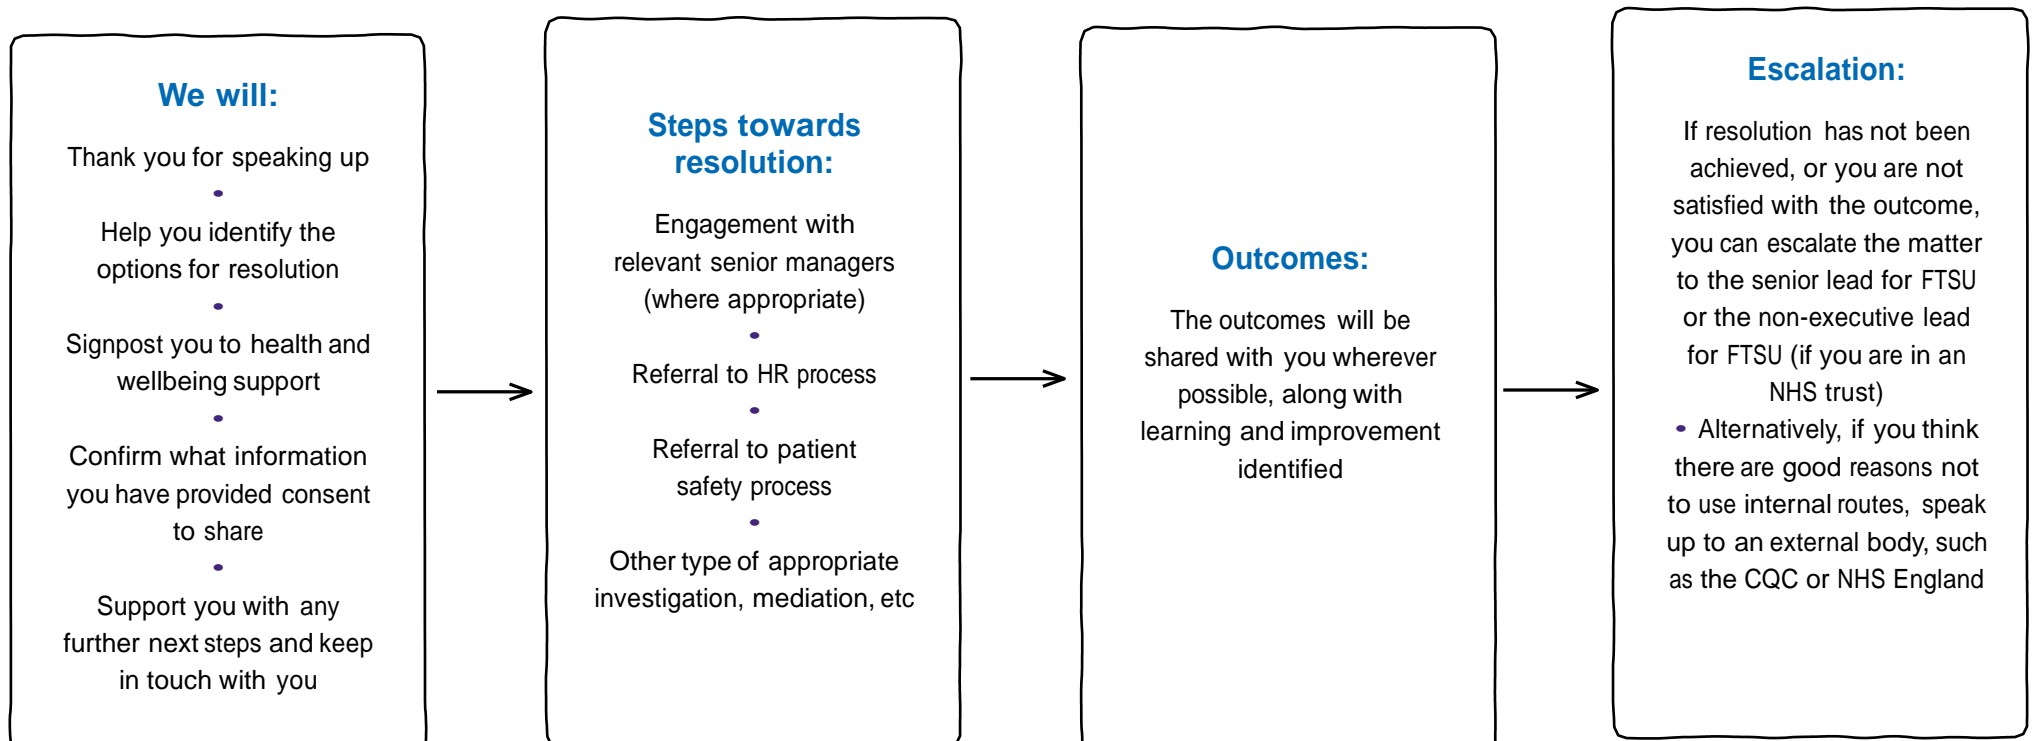 We will:
Thank you for speaking up
•
Help you identify the
options for resolution
•
Signpost you to health and
wellbeing support
•
Confirm what information
you have provided consent
to share
•
Support you with any
further next steps and keep
in touch with you
Steps towards
resolution:
Engagement with
relevant senior managers
(where appropriate)
•
Referral to HR process
•
Referral to patient
safety process
•
Other type of appropriate
investigation, mediation, etc
Outcomes:
The outcomes will be
shared with you wherever
possible, along with
learning and improvement
identified
Escalation:
If resolution has not been
achieved, or you are not
satisfied with the outcome,
you can escalate the matter
to the senior lead for FTSU
or the non-executive lead
for FTSU (if you are in an
NHS trust)
• Alternatively, if you think
there are good reasons not
to use internal routes, speak
up to an external body, such
as the CQC or NHS England